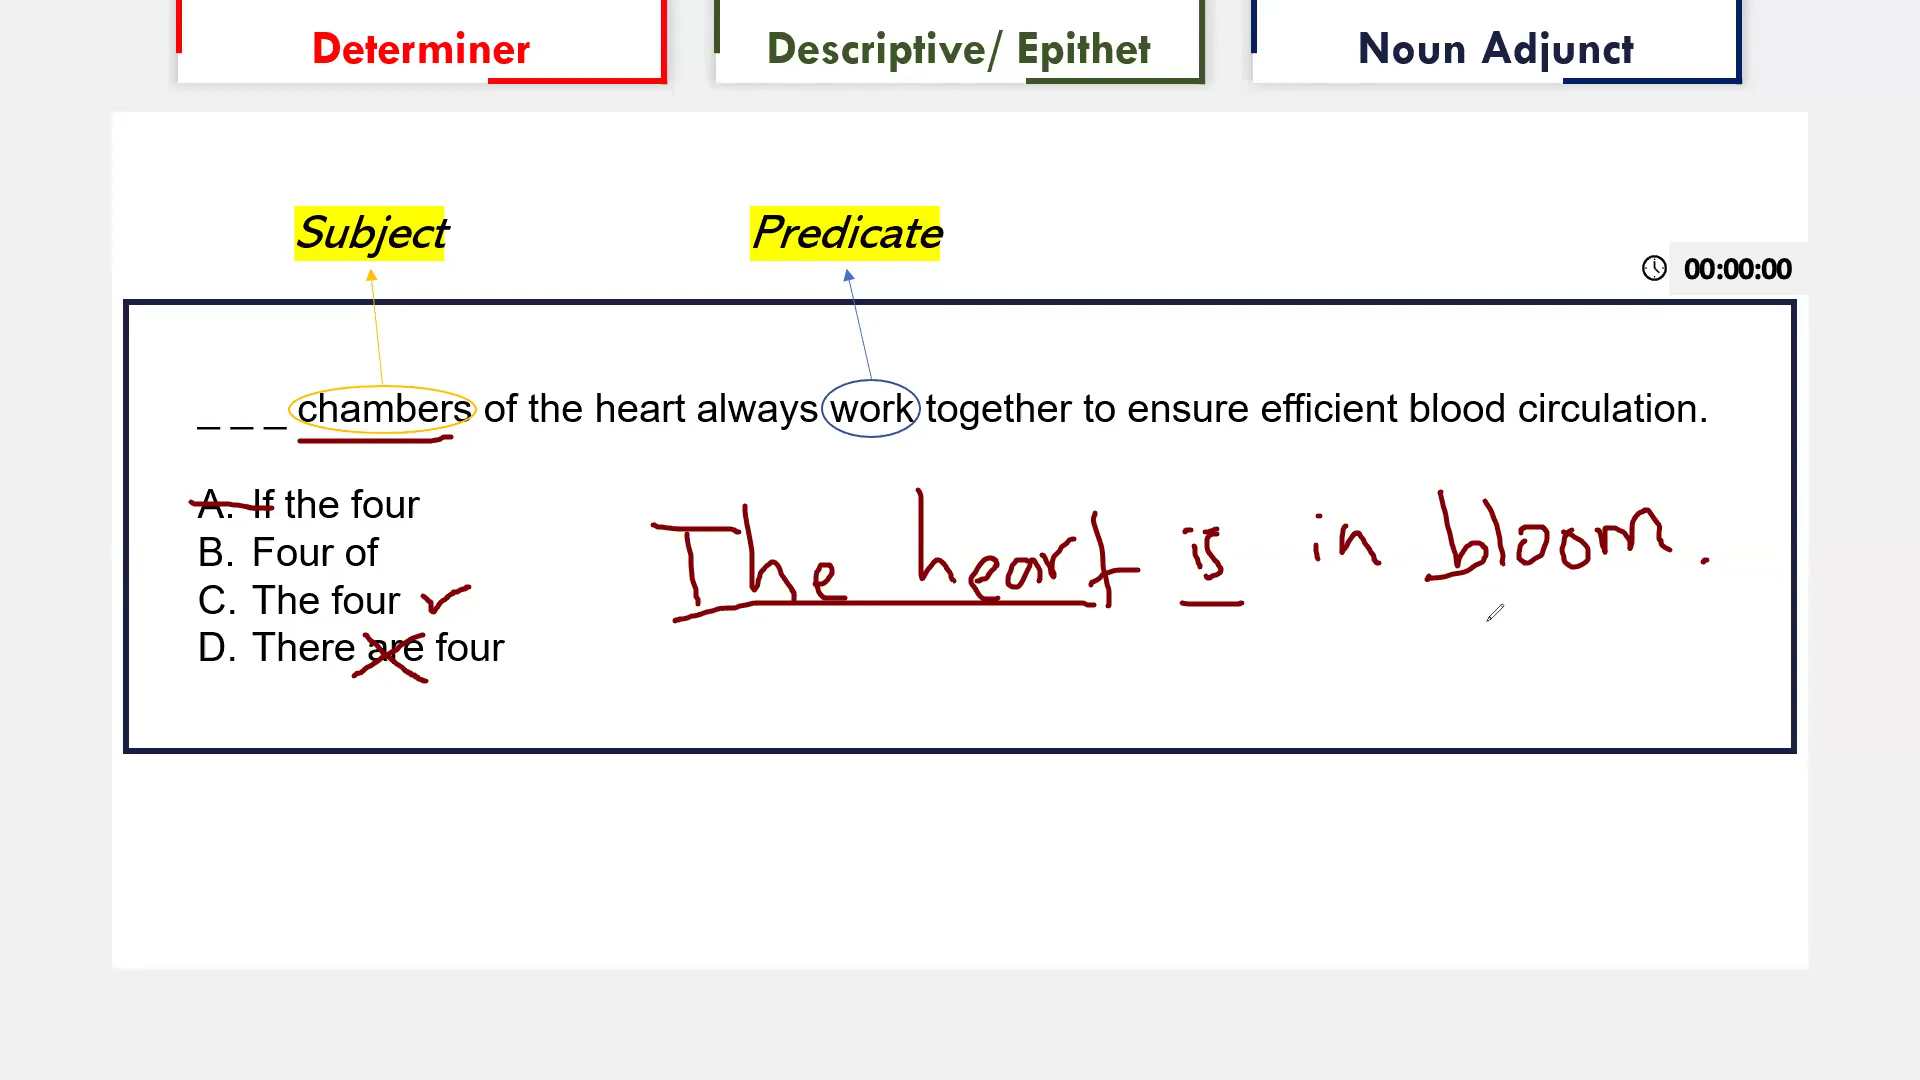 Determiner
Descriptive/ Epithet
Noun Adjunct
Subject
Predicate
00:00:00
_ _ _ chambers of the heart always work together to ensure efficient blood circulation.
A. If the four
B. Four of
C. The four
D. There are four
The heart is in bloom.